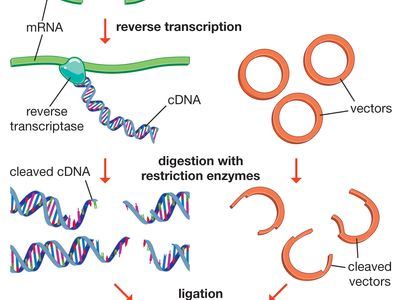 mRNA
reverse transcription
reverse
transcriptase
cDNA
vectors
digestion with
restriction enzymes
cleaved cDNA
cleaved
vectors
ligation